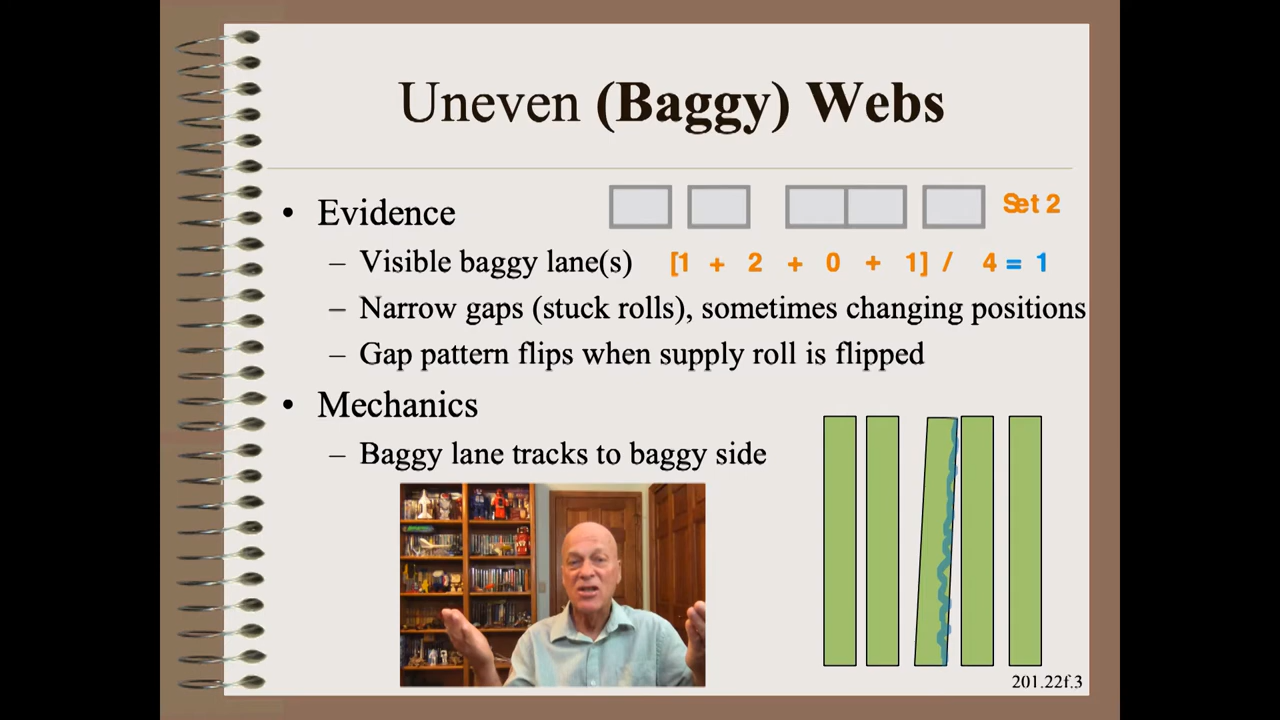 Uneven (Baggy) Webs
• Evidence
Set 2
– Visible baggy lane(s)
[1 + 2 + 0 + 1] / 4 = 1
– Narrow gaps (stuck rolls), sometimes changing positions
– Gap pattern flips when supply roll is flipped
• Mechanics
– Baggy lane tracks to baggy side
201.22f.3